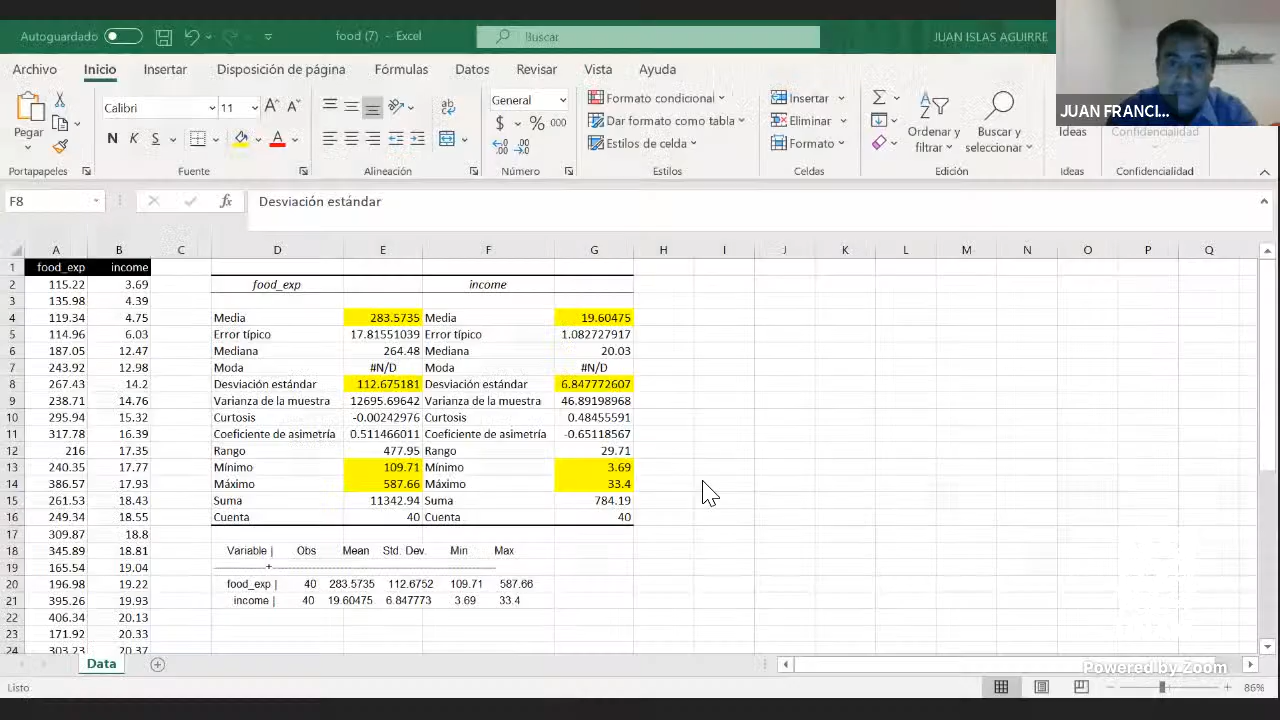 Autoguardado food (7) - Excel Buscar JUAN ISLAS AGUIRRE
Archivo Inicio Insertar Disposición de página Fórmulas Datos Revisar Vista Ayuda
JUAN FRANCI...
Pegar Calibri 11 General Formato condicional Insertar
Dar formato como tabla Eliminar
Estilos de celda Formato
N K S $ % 000
Ordenar y filtrar Buscar y seleccionar Ideas Confidencialidad
Portapapeles Fuente Alineación Número Estilos Celdas Edición Ideas Confidencialidad
F8 fx Desviación estándar
A B C D E F G H I J K L M N O P Q
1 food_exp income
2 115.22 3.69 food_exp income
3 135.98 4.39
4 119.34 4.75 Media 283.5735 Media 19.60475
5 114.96 6.03 Error típico 17.81551039 Error típico 1.082727917
6 187.05 12.47 Mediana 264.48 Mediana 20.03
7 243.92 12.98 Moda #N/D Moda #N/D
8 267.43 14.2 Desviación estándar 112.675181 Desviación estándar 6.847772607
9 238.71 14.76 Varianza de la muestra 12695.69642 Varianza de la muestra 46.89198968
10 295.94 15.32 Curtosis -0.00242976 Curtosis 0.48455591
11 317.78 16.39 Coeficiente de asimetría 0.511466011 Coeficiente de asimetría -0.65118567
12 216 17.35 Rango 477.95 Rango 29.71
13 240.35 17.77 Mínimo 109.71 Mínimo 3.69
14 386.57 17.93 Máximo 587.66 Máximo 33.4
15 261.53 18.43 Suma 11342.94 Suma 784.19
16 249.34 18.55 Cuenta 40 Cuenta 40
17 309.87 18.8
18 345.89 18.81 Variable | Obs Mean Std. Dev. Min Max
19 165.54 19.04 -------------+---------------------------------------------------------
20 196.98 19.22 food_exp | 40 283.5735 112.6752 109.71 587.66
21 395.26 19.93 income | 40 19.60475 6.847773 3.69 33.4
22 406.34 20.13
23 171.92 20.33
24 303.23 20.37
Data
Powered by Zoom
Listo 86%